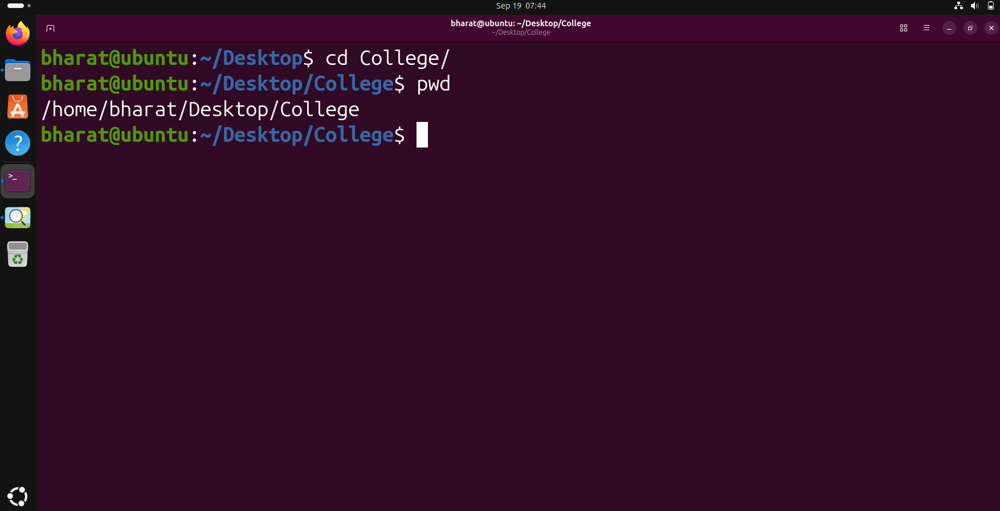 Sep 19 07:44
bharat@ubuntu: ~/Desktop/College
~/Desktop/College
bharat@ubuntu:~/Desktop$ cd College/
bharat@ubuntu:~/Desktop/College$ pwd
/home/bharat/Desktop/College
bharat@ubuntu:~/Desktop/College$